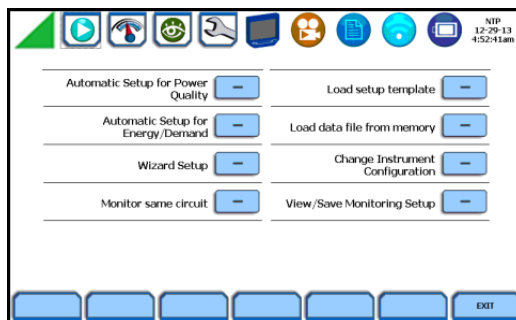 NTP
12-29-13
4:52:41am
Automatic Setup for Power
Quality
Load setup template
Automatic Setup for
Energy/Demand
Load data file from memory
Wizard Setup
Change Instrument
Configuration
Monitor same circuit
View/Save Monitoring Setup
EXIT